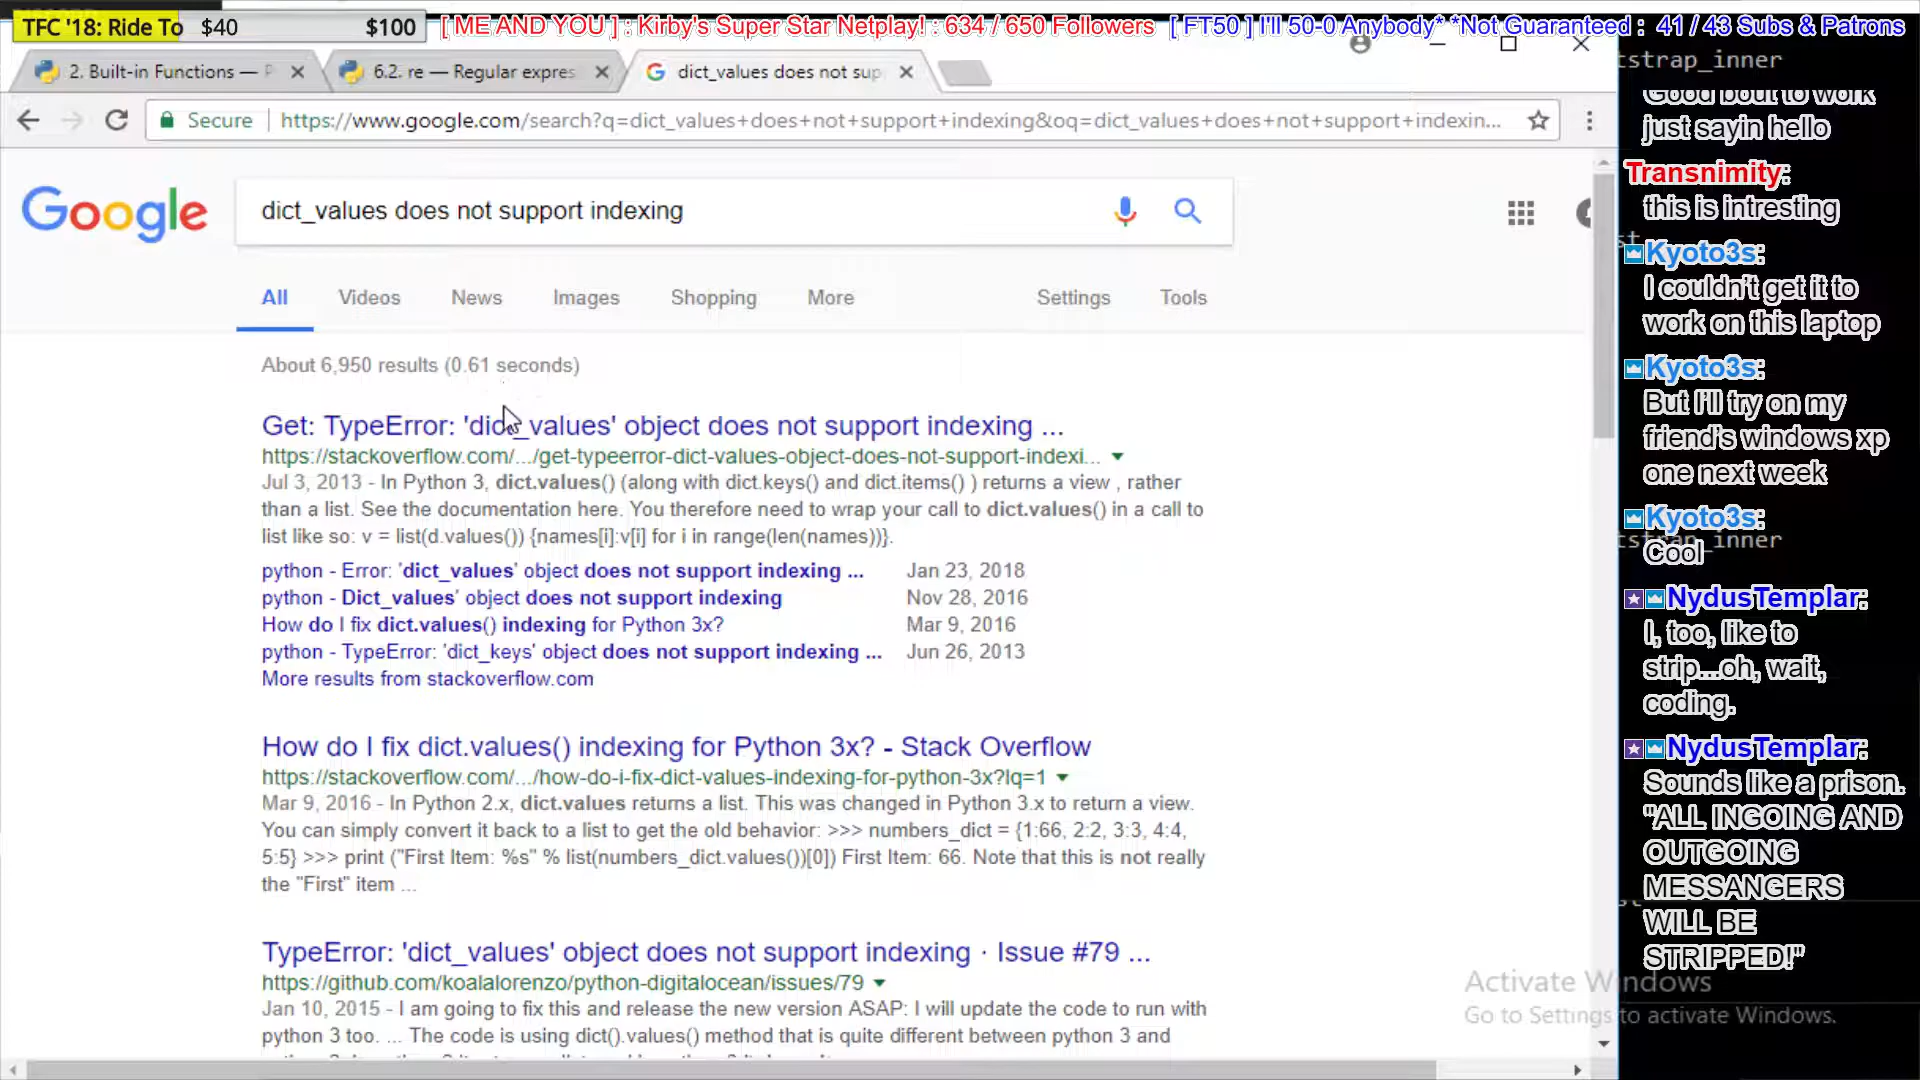 TFC '18: Ride To $40 $100
[ ME AND YOU ] : Kirby's Super Star Netplay! : 634 / 650 Followers [ FT50 ] I'll 50-0 Anybody* *Not Guaranteed : 41 / 43 Subs & Patrons
2. Built-in Functions — P
6.2. re — Regular expres
dict_values does not sup
Secure
https://www.google.com/search?q=dict_values+does+not+support+indexing&oq=dict_values+does+not+support+indexin...
Google
dict_values does not support indexing
All Videos News Images Shopping More Settings Tools
About 6,950 results (0.61 seconds)
Get: TypeError: 'dict_values' object does not support indexing ...
https://stackoverflow.com/.../get-typeerror-dict-values-object-does-not-support-indexi...
Jul 3, 2013 - In Python 3, dict.values() (along with dict.keys() and dict.items() ) returns a view , rather
than a list. See the documentation here. You therefore need to wrap your call to dict.values() in a call to
list like so: v = list(d.values()) {names[i]:v[i] for i in range(len(names))}.
python - Error: 'dict_values' object does not support indexing ... Jan 23, 2018
python - Dict_values' object does not support indexing Nov 28, 2016
How do I fix dict.values() indexing for Python 3x? Mar 9, 2016
python - TypeError: 'dict_keys' object does not support indexing ... Jun 26, 2013
More results from stackoverflow.com
How do I fix dict.values() indexing for Python 3x? - Stack Overflow
https://stackoverflow.com/.../how-do-i-fix-dict-values-indexing-for-python-3x?lq=1
Mar 9, 2016 - In Python 2.x, dict.values returns a list. This was changed in Python 3.x to return a view.
You can simply convert it back to a list to get the old behavior: >>> numbers_dict = {1:66, 2:2, 3:3, 4:4,
5:5} >>> print ("First Item: %s" % list(numbers_dict.values())[0]) First Item: 66. Note that this is not really
the "First" item ...
TypeError: 'dict_values' object does not support indexing · Issue #79 ...
https://github.com/koalalorenzo/python-digitalocean/issues/79
Jan 10, 2015 - I am going to fix this and release the new version ASAP: I will update the code to run with
python 3 too. ... The code is using dict().values() method that is quite different between python 3 and
tstrap_inner
Good bout to work
just sayin hello
Transnimity:
this is intresting
Kyoto3s:
I couldn't get it to
work on this laptop
Kyoto3s:
But I'll try on my
friend's windows xp
one next week
Kyoto3s:
Cool
tstrap_inner
NydusTemplar:
I, too, like to
strip...oh, wait,
coding.
NydusTemplar:
Sounds like a prison.
"ALL INGOING AND
OUTGOING
MESSANGERS
WILL BE
STRIPPED!"
Activate Windows
Go to Settings to activate Windows.